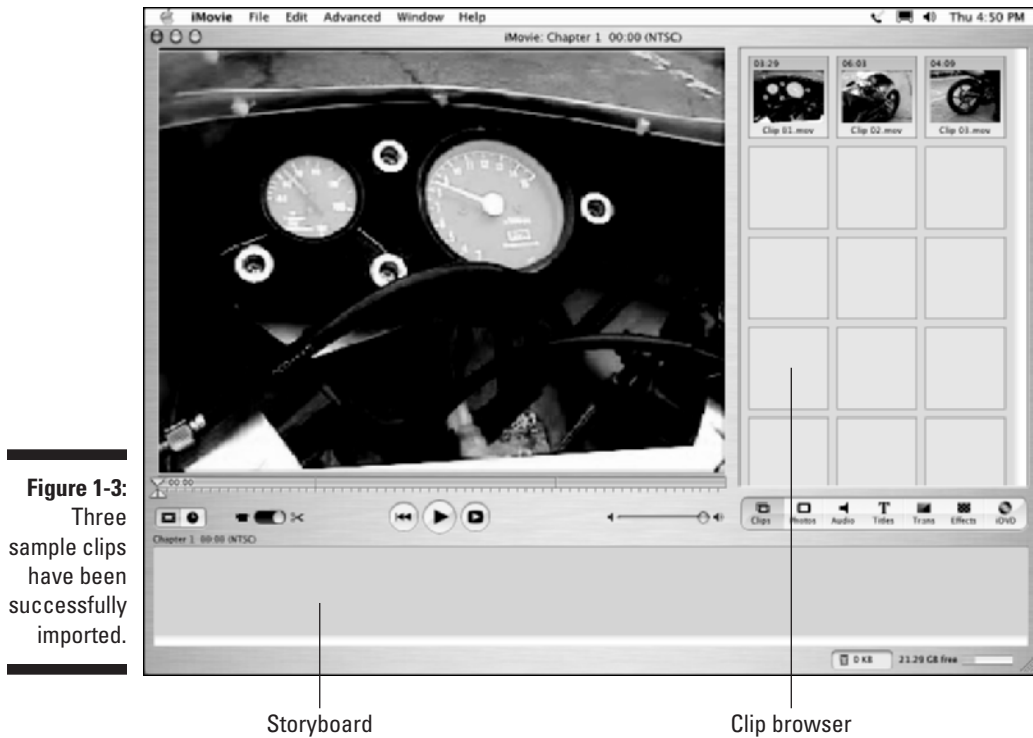 iMovie File Edit Advanced Window Help
Thu 4:50 PM
iMovie: Chapter 1 00:00 (NTSC)
03:29 06:03 04:09
Clip 01.mov Clip 02.mov Clip 03.mov
00:00
Clips Photos Audio Titles Trans Effects iDVD
Chapter 1 00:00 (NTSC)
0 KB 21.29 GB free
Figure 1-3:
Three
sample clips
have been
successfully
imported.
Storyboard Clip browser